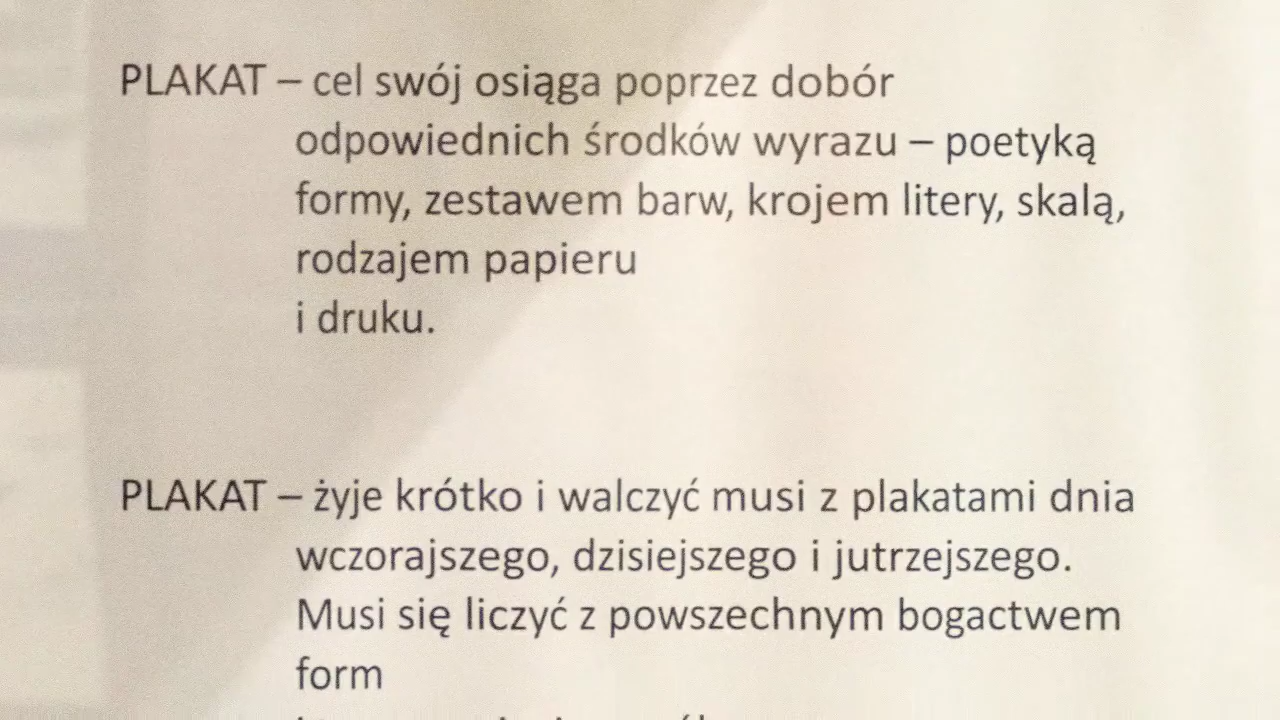 PLAKAT – cel swój osiąga poprzez dobór
odpowiednich środków wyrazu – poetyką
formy, zestawem barw, krojem litery, skalą,
rodzajem papieru
i druku.
PLAKAT – żyje krótko i walczyć musi z plakatami dnia
wczorajszego, dzisiejszego i jutrzejszego.
Musi się liczyć z powszechnym bogactwem
form